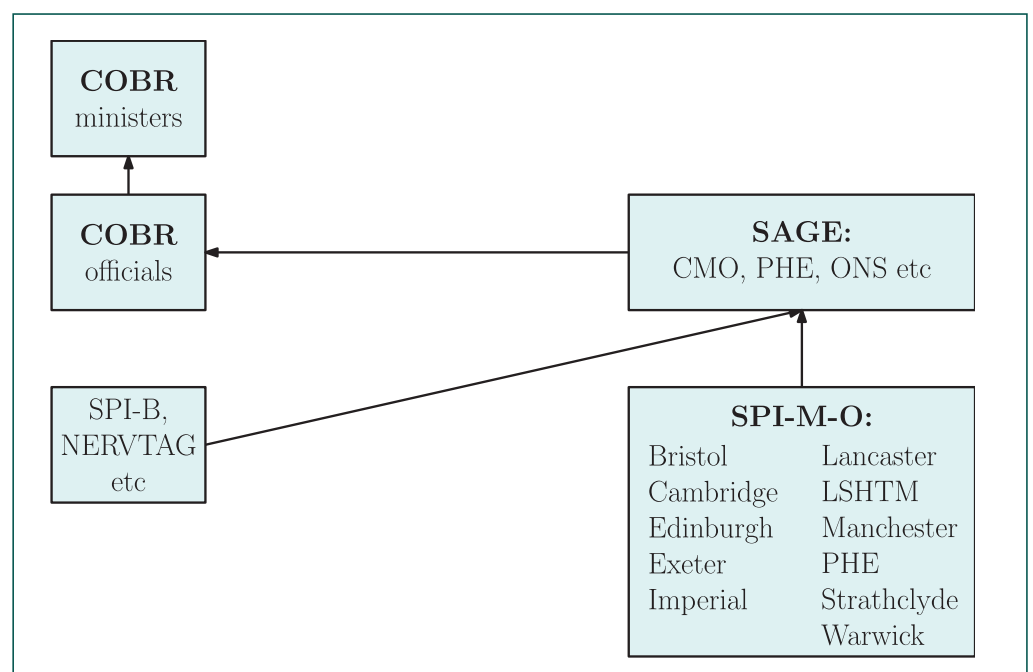 COBR
ministers
COBR
officials
SAGE:
CMO, PHE, ONS etc
SPI-B,
NERVTAG
etc
SPI-M-O:
Bristol
Cambridge
Edinburgh
Exeter
Imperial
Lancaster
LSHTM
Manchester
PHE
Strathclyde
Warwick